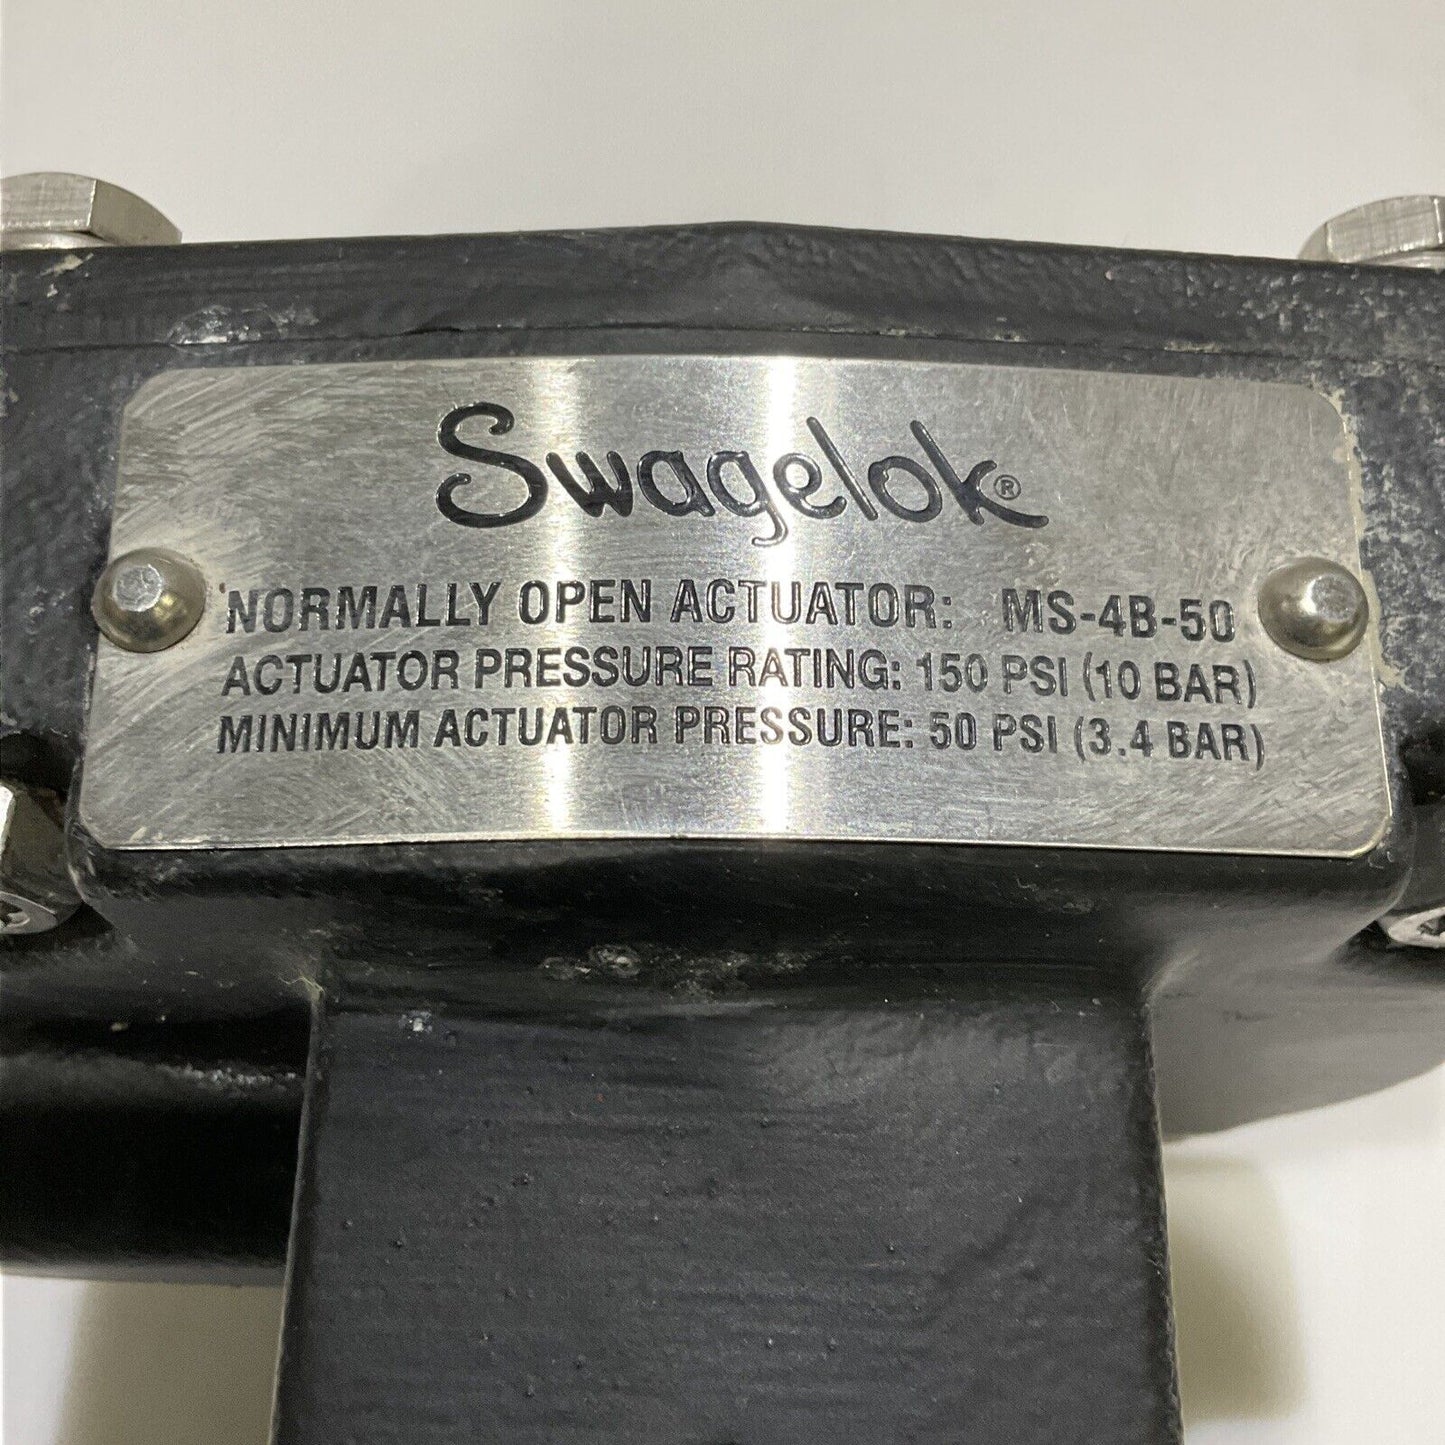 Swagelok®
NORMALLY OPEN ACTUATOR: MS-4B-50
ACTUATOR PRESSURE RATING: 150 PSI (10 BAR)
MINIMUM ACTUATOR PRESSURE: 50 PSI (3.4 BAR)